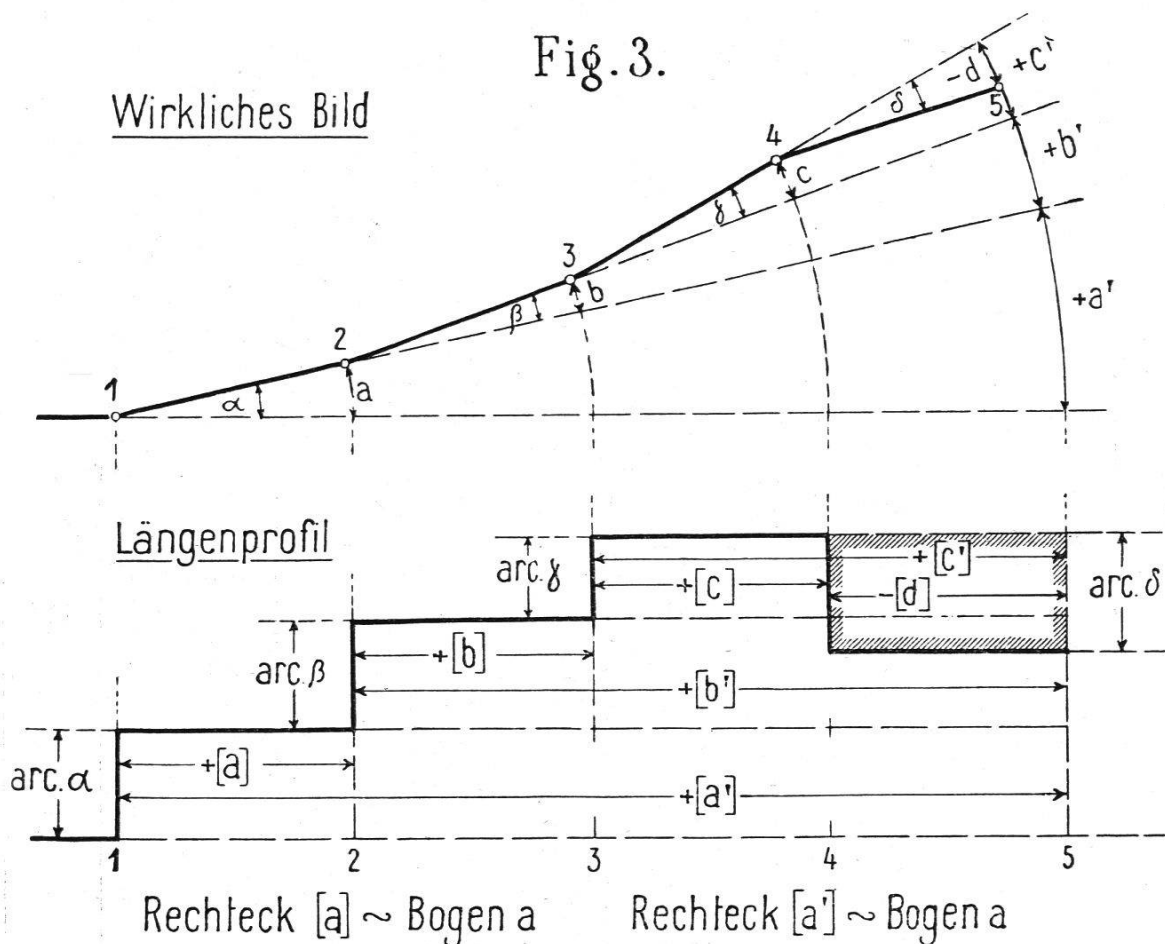 Fig. 3.
Wirkliches Bild
-d
+c'
δ
5
4
+b'
c
γ
3
b
+a'
β
2
1
a
α
Längenprofil
+[c']
arc. γ
+[c]
-[d]
arc. δ
+[b]
arc. β
+[b']
+[a]
arc. α
+[a']
1 2 3 4 5
Rechteck [a] ~ Bogen a Rechteck [a'] ~ Bogen a